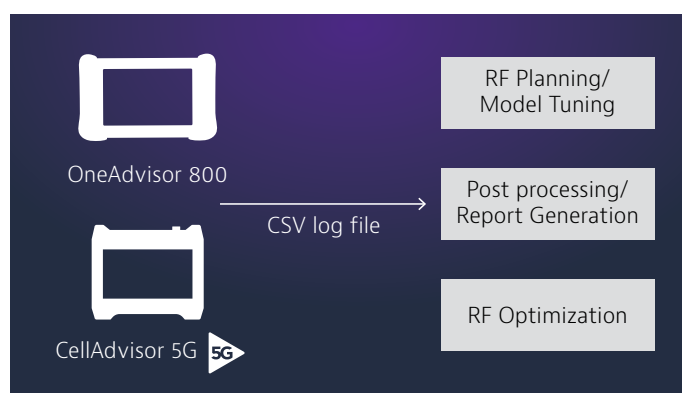 OneAdvisor 800
CSV log file
CellAdvisor 5G 5G
RF Planning/
Model Tuning
Post processing/
Report Generation
RF Optimization